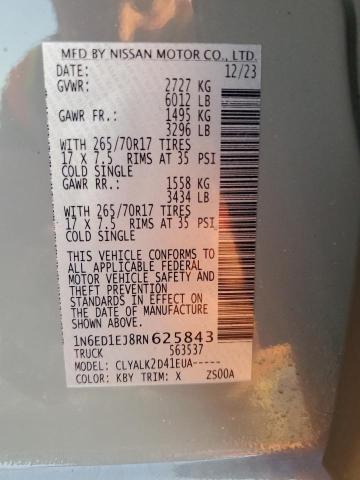 MFD BY NISSAN MOTOR CO., LTD.
DATE: 12/23
GVWR: 2727 KG
6012 LB
GAWR FR.: 1495 KG
3296 LB
WITH 265/70R17 TIRES
17 X 7.5 RIMS AT 35 PSI
COLD SINGLE
GAWR RR.: 1558 KG
3434 LB
WITH 265/70R17 TIRES
17 X 7.5 RIMS AT 35 PSI
COLD SINGLE
THIS VEHICLE CONFORMS TO
ALL APPLICABLE FEDERAL
MOTOR VEHICLE SAFETY
AND THEFT PREVENTION
STANDARDS IN EFFECT ON
THE DATE OF MANUFACTURE
SHOWN ABOVE.
1N6ED1EJ8RN625843
TRUCK 563537
MODEL: CLYALK2D41EUA-----
COLOR: KBY TRIM: X ZS00A